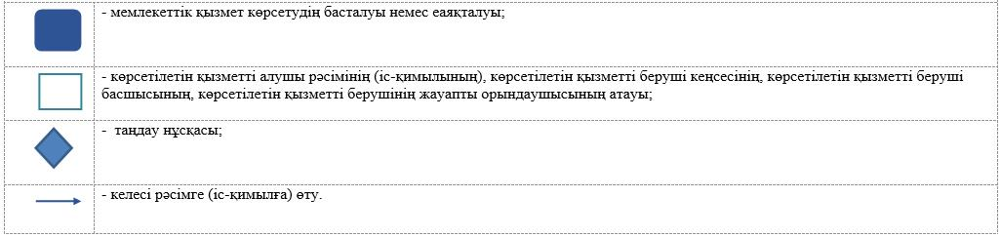 - мемлекеттік қызмет көрсетудің басталуы немес еаяқталуы;
- көрсетілетін қызметті алушы рәсімінің (іс-қимылының), көрсетілетін қызметті беруші кеңсесінің, көрсетілетін қызметті беруші
басшысының, көрсетілетін қызметті берушінің жауапты орындаушысының атауы;
- таңдау нұсқасы;
- келесі рәсімге (іс-қимылға) өту.